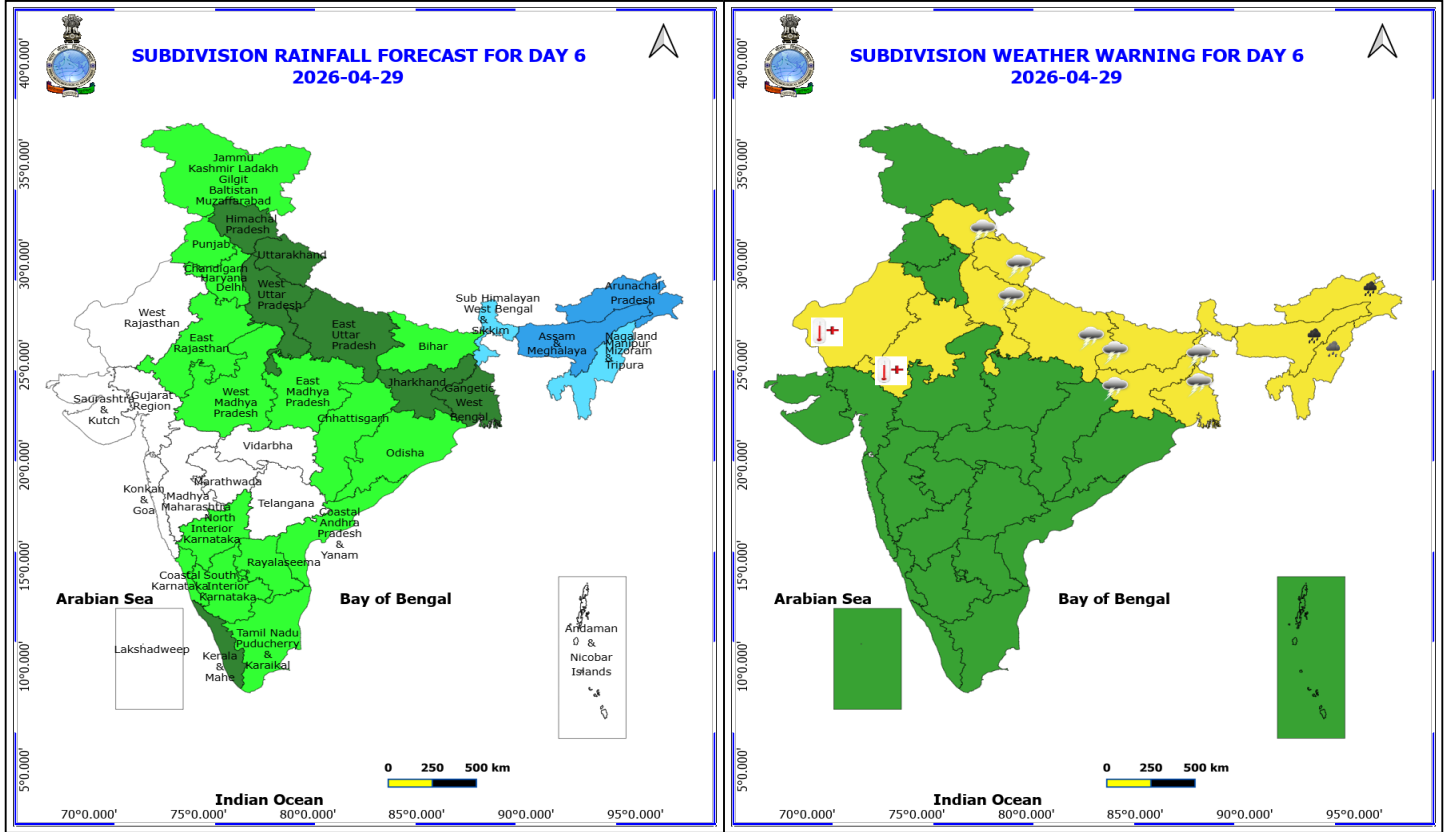 SUBDIVISION RAINFALL FORECAST FOR DAY 6
2026-04-29
40°0.000'
35°0.000'
30°0.000'
25°0.000'
20°0.000'
15°0.000'
10°0.000'
5°0.000'
Jammu
Kashmir Ladakh
Gilgit
Baltistan
Muzaffarabad
Himachal
Pradesh
Punjab
Uttarakhand
Chandigarh
Haryana
Delhi
West
Uttar
Pradesh
West
Rajasthan
East
Rajasthan
East
Uttar
Pradesh
Bihar
Sub Himalayan
West Bengal
&
Sikkim
Arunachal
Pradesh
Assam
&
Meghalaya
Nagaland
Manipur
Mizoram
&
Tripura
Saurashtra
&
Kutch
Gujarat
Region
West
Madhya
Pradesh
East
Madhya
Pradesh
Jharkhand
Gangetic
West
Bengal
Chhattisgarh
Odisha
Vidarbha
Konkan
&
Goa
Madhya
Maharashtra
Marathwada
Telangana
North
Interior
Karnataka
Coastal
Andhra
Pradesh
&
Yanam
Rayalaseema
Coastal
Karnataka
South
Interior
Karnataka
Arabian Sea
Bay of Bengal
Lakshadweep
Kerala
&
Mahe
Tamil Nadu
Puducherry
&
Karaikal
Andaman
&
Nicobar
Islands
0 250 500 km
Indian Ocean
70°0.000' 75°0.000' 80°0.000' 85°0.000' 90°0.000' 95°0.000'
SUBDIVISION WEATHER WARNING FOR DAY 6
2026-04-29
40°0.000'
35°0.000'
30°0.000'
25°0.000'
20°0.000'
15°0.000'
10°0.000'
5°0.000'
Arabian Sea
Bay of Bengal
0 250 500 km
Indian Ocean
70°0.000' 75°0.000' 80°0.000' 85°0.000' 90°0.000' 95°0.000'